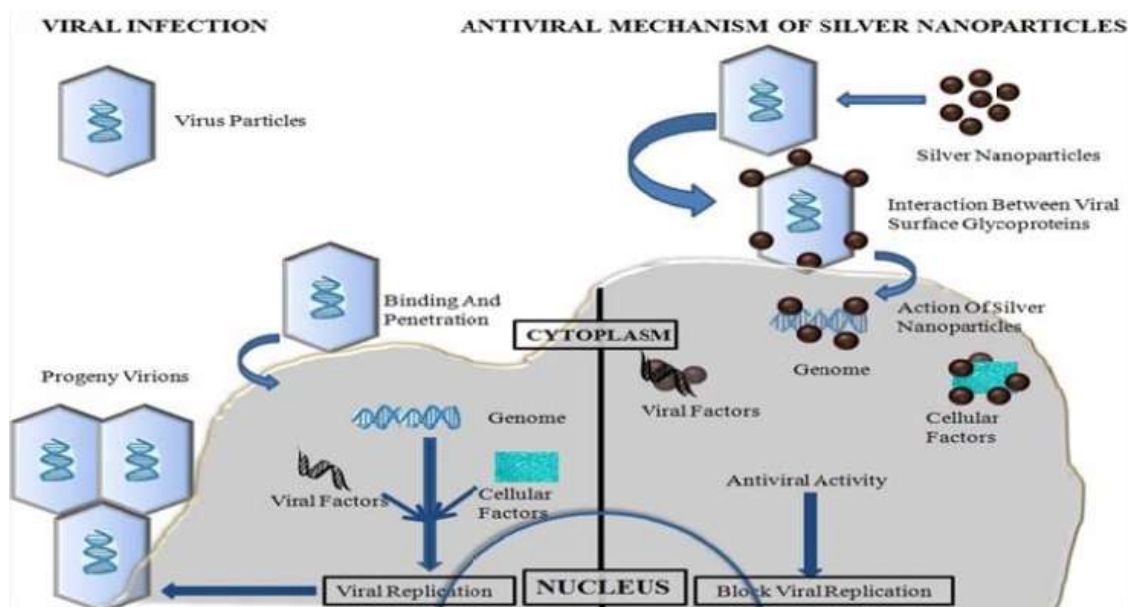 VIRAL INFECTION
ANTIVIRAL MECHANISM OF SILVER NANOPARTICLES
Virus Particles
Silver Nanoparticles
Interaction Between Viral
Surface Glycoproteins
Binding And
Penetration
Action Of Silver
Nanoparticles
CYTOPLASM
Genome
Progeny Virions
Viral Factors
Cellular
Factors
Genome
Viral Factors
Cellular
Factors
Antiviral Activity
Viral Replication
NUCLEUS
Block Viral Replication